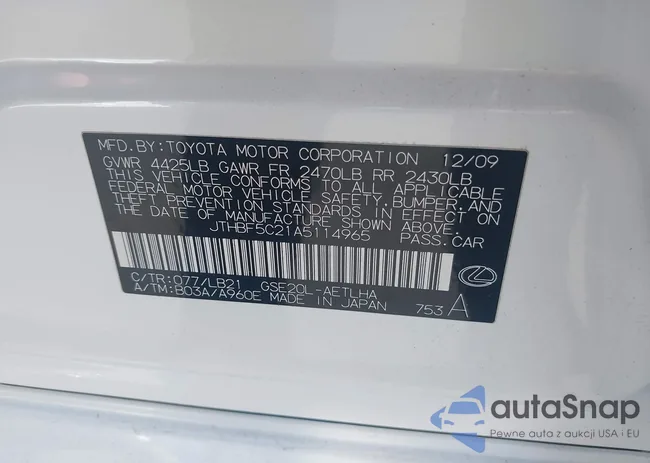 MFD.BY:TOYOTA MOTOR CORPORATION 12/09
GVWR 4425LB GAWR FR 2470LB RR 2430LB
THIS VEHICLE CONFORMS TO ALL APPLICABLE
FEDERAL MOTOR VEHICLE SAFETY,BUMPER,AND
THEFT PREVENTION STANDARDS IN EFFECT ON
THE DATE OF MANUFACTURE SHOWN ABOVE.
JTHBF5C21A5114965 PASS.CAR
C/TR:077/LB21 GSE20L-AETLHA
A/TM:B03A/A960E MADE IN JAPAN 753 A
autaSnap
Pewne auta z aukcji USA i EU